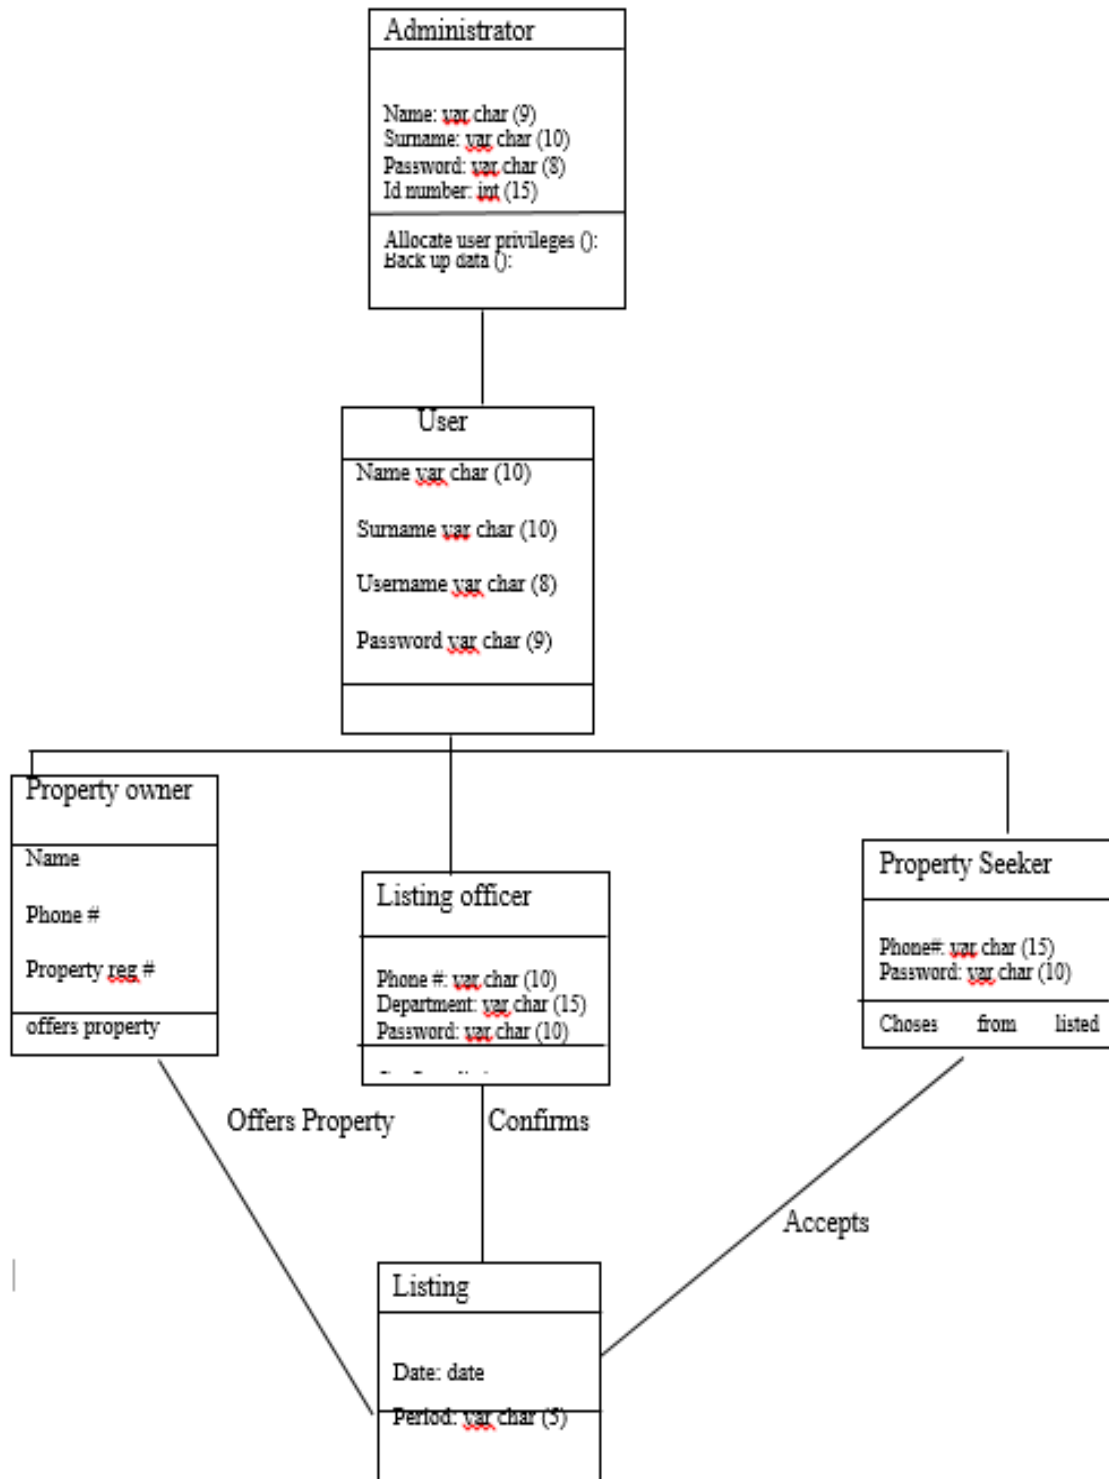 Administrator
Name: var char (9)
Surname: var char (10)
Password: var char (8)
Id number: int (15)
Allocate user privileges ():
Back up data ():
User
Name var char (10)
Surname var char (10)
Username var char (8)
Password var char (9)
Property owner
Name
Phone #
Property reg #
offers property
Listing officer
Phone #: var char (10)
Department: var char (15)
Password: var char (10)
Property Seeker
Phone#: var char (15)
Password: var char (10)
Choses from listed
Offers Property
Confirms
Accepts
Listing
Date: date
Period: var char (5)